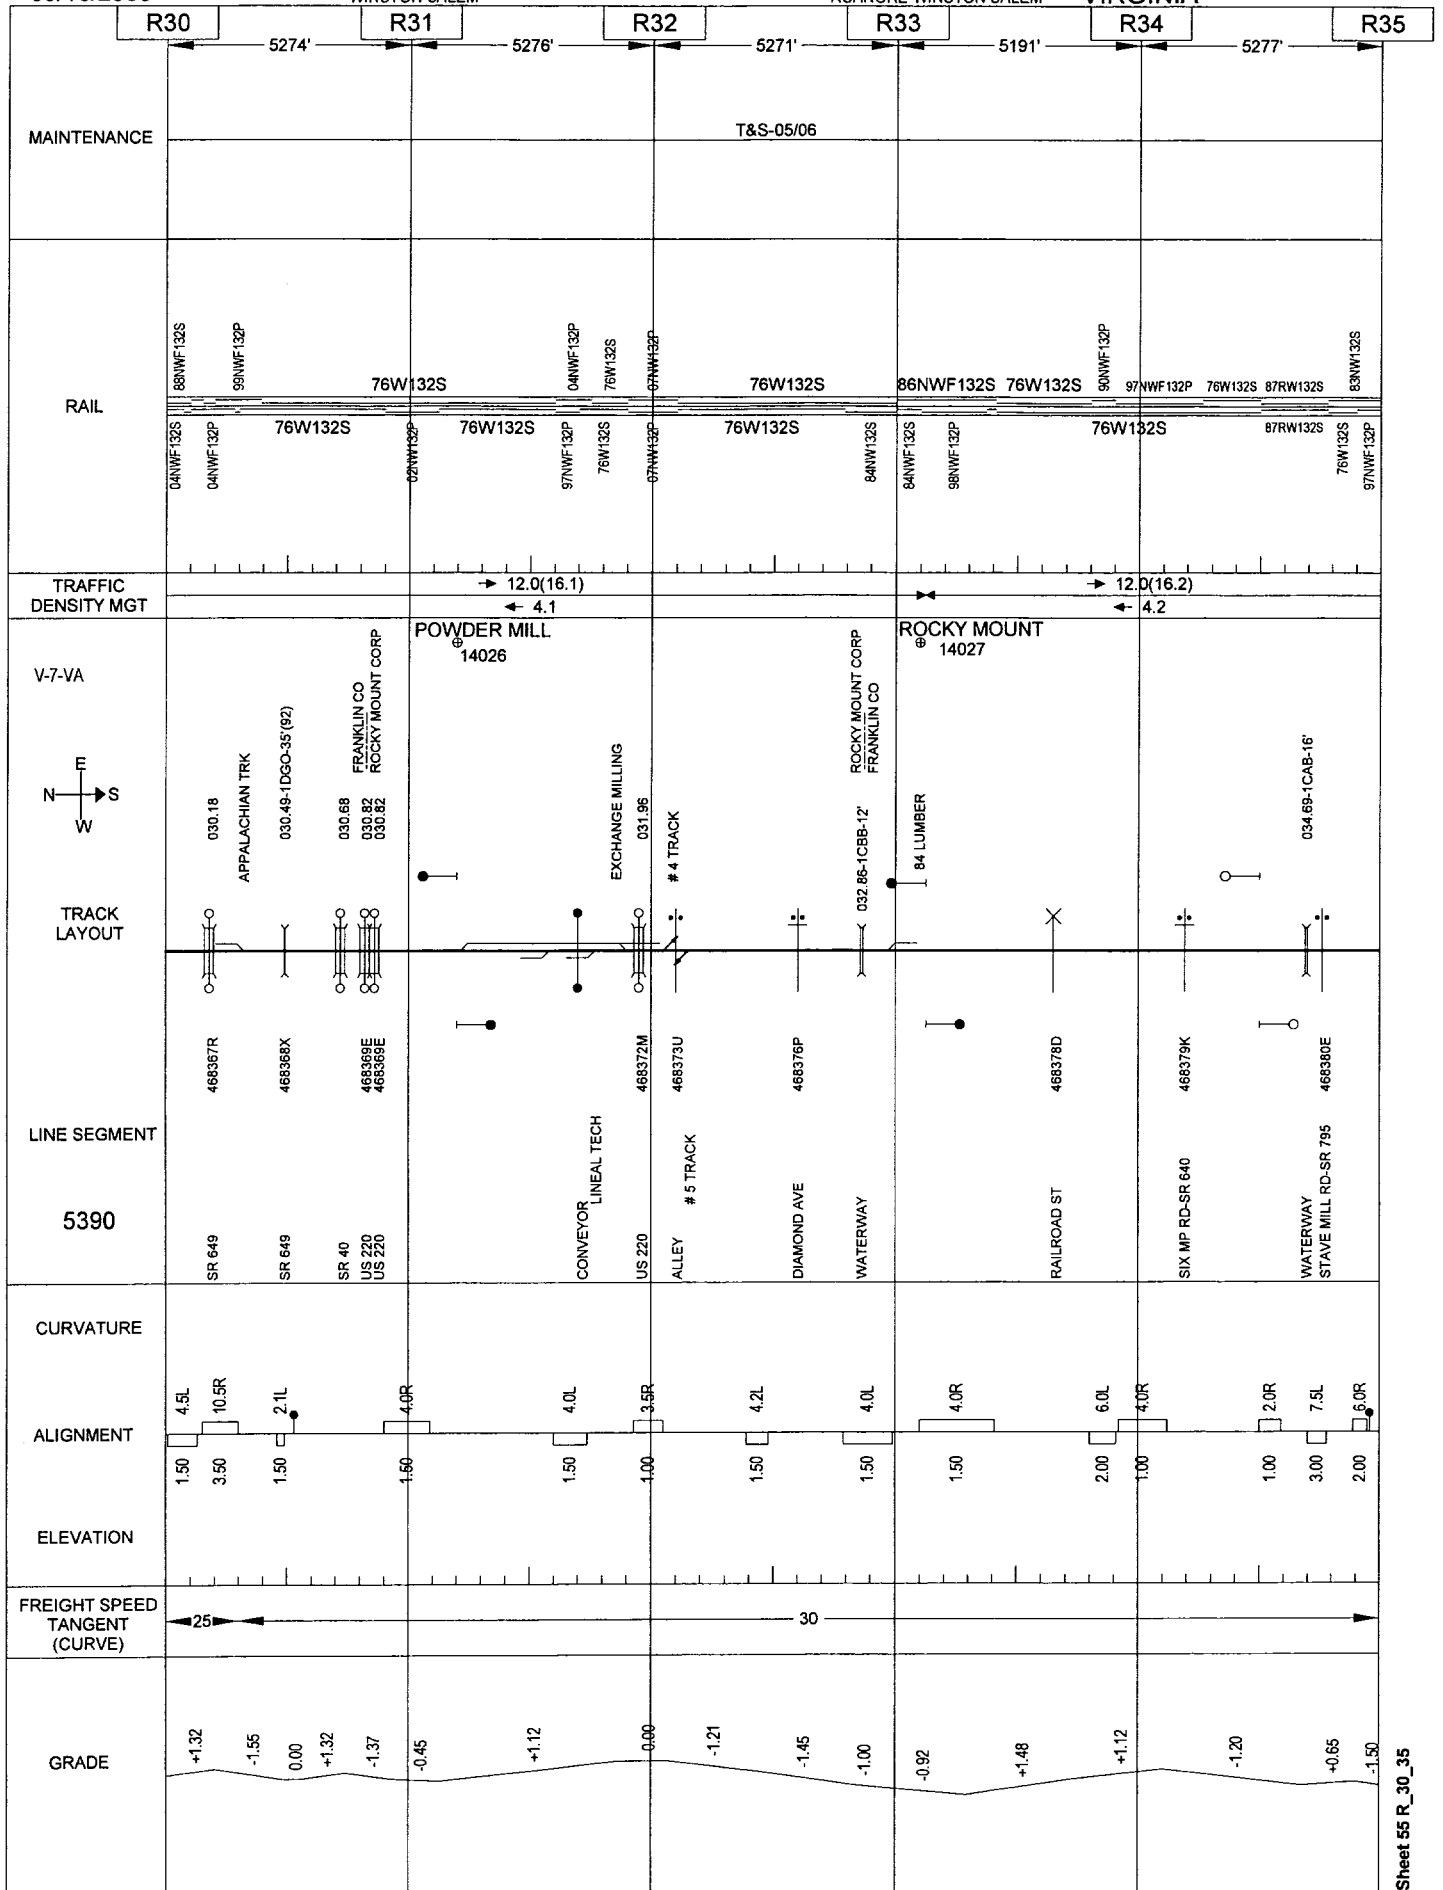 R30 R31 R32 R33 R34 R35
5274' 5276' 5271' 5191' 5277'
MAINTENANCE
T&S-05/06
88NWF132S 99NWF132P 04NWF132P 76W132S 07NW132P 90NWF132P 83NW132S
76W132S 76W132S 86NWF132S 76W132S 97NWF132P 76W132S 87RW132S
RAIL
76W132S 76W132S 76W132S 76W132S 87RW132S
04NWF132S 04NWF132P 02NW132P 97NWF132P 76W132S 07NW132P 84NW132S 84NWF132S 98NWF132P 76W132S 97NWF132P
TRAFFIC
DENSITY MGT
12.0(16.1) 12.0(16.2)
4.1 4.2
POWDER MILL ROCKY MOUNT
14026 14027
V-7-VA
E
N S
W
030.18
APPALACHIAN TRK
030.49-1DGO-35'(92)
030.68
FRANKLIN CO
ROCKY MOUNT CORP
030.82
030.82
EXCHANGE MILLING
031.96
# 4 TRACK
ROCKY MOUNT CORP
FRANKLIN CO
032.86-1CBB-12'
84 LUMBER
034.69-1CAB-16'
TRACK
LAYOUT
468367R 468368X 468369E 468369E 468372M 468373U 468376P 468378D 468379K 468380E
LINE SEGMENT
5390
SR 649
SR 649
SR 40
US 220
US 220
CONVEYOR
LINEAL TECH
US 220
ALLEY
# 5 TRACK
DIAMOND AVE
WATERWAY
RAILROAD ST
SIX MP RD-SR 640
WATERWAY
STAVE MILL RD-SR 795
CURVATURE
4.5L 10.5R 2.1L 4.0R 4.0L 3.5R 4.2L 4.0L 4.0R 6.0L 4.0R 2.0R 7.5L 6.0R
ALIGNMENT
1.50 3.50 1.50 1.50 1.50 1.00 1.50 1.50 1.50 2.00 1.00 1.00 3.00 2.00
ELEVATION
FREIGHT SPEED
TANGENT
(CURVE)
25 30
GRADE
+1.32 -1.55 0.00 +1.32 -1.37 -0.45 +1.12 0.00 -1.21 -1.45 -1.00 -0.92 +1.48 +1.12 -1.20 +0.65 -1.50
Sheet 55 R_30_35